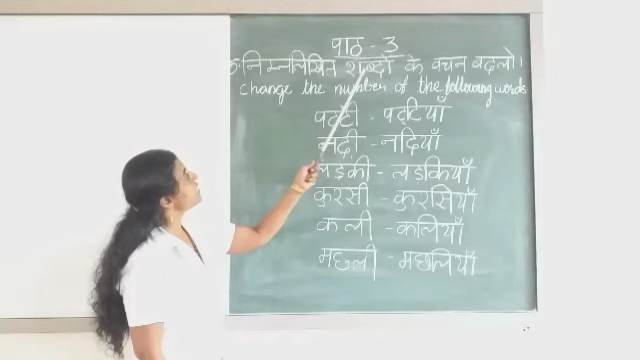 पाठ - 3
निम्नलिखित शब्दों के वचन बदलो।
change the number of the following words
पट्टी - पट्टियाँ
नदी - नदियाँ
लड़की - लड़कियाँ
कुरसी - कुरसियाँ
कली - कलियाँ
मछली - मछलियाँ